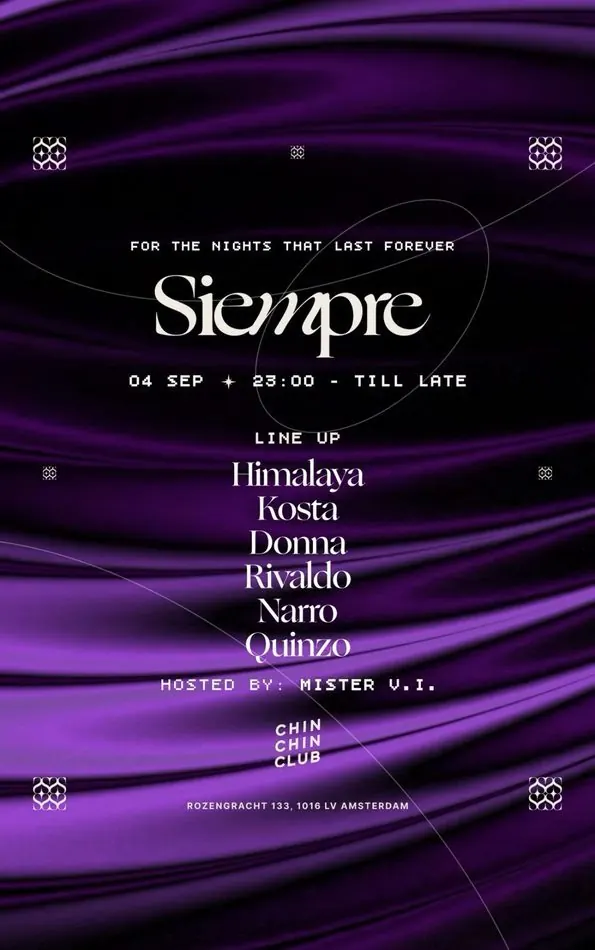 FOR THE NIGHTS THAT LAST FOREVER
Siempre
04 SEP ✦ 23:00 - TILL LATE
LINE UP
Himalaya
Kosta
Donna
Rivaldo
Narro
Quinzo
HOSTED BY: MISTER V.I.
CHIN
CHIN
CLUB
ROZENGRACHT 133, 1016 LV AMSTERDAM